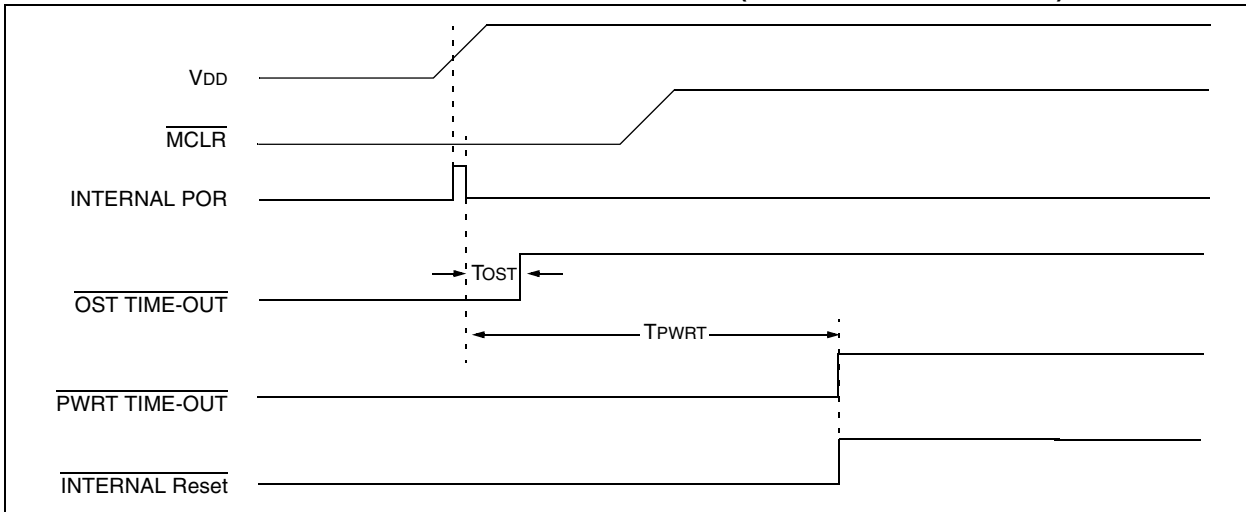 VDD
MCLR
INTERNAL POR
TOST
OST TIME-OUT
TPWRT
PWRT TIME-OUT
INTERNAL Reset